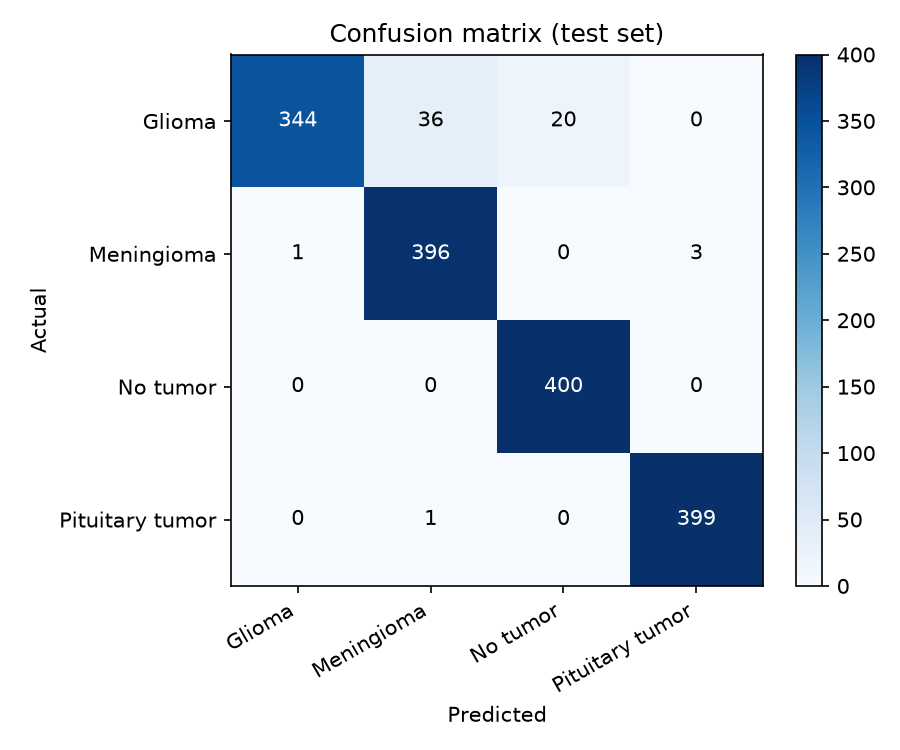 Confusion matrix (test set)
Glioma 344 36 20 0
Meningioma 1 396 0 3
No tumor 0 0 400 0
Pituitary tumor 0 1 0 399
Glioma Meningioma No tumor Pituitary tumor
Predicted
Actual
400
350
300
250
200
150
100
50
0